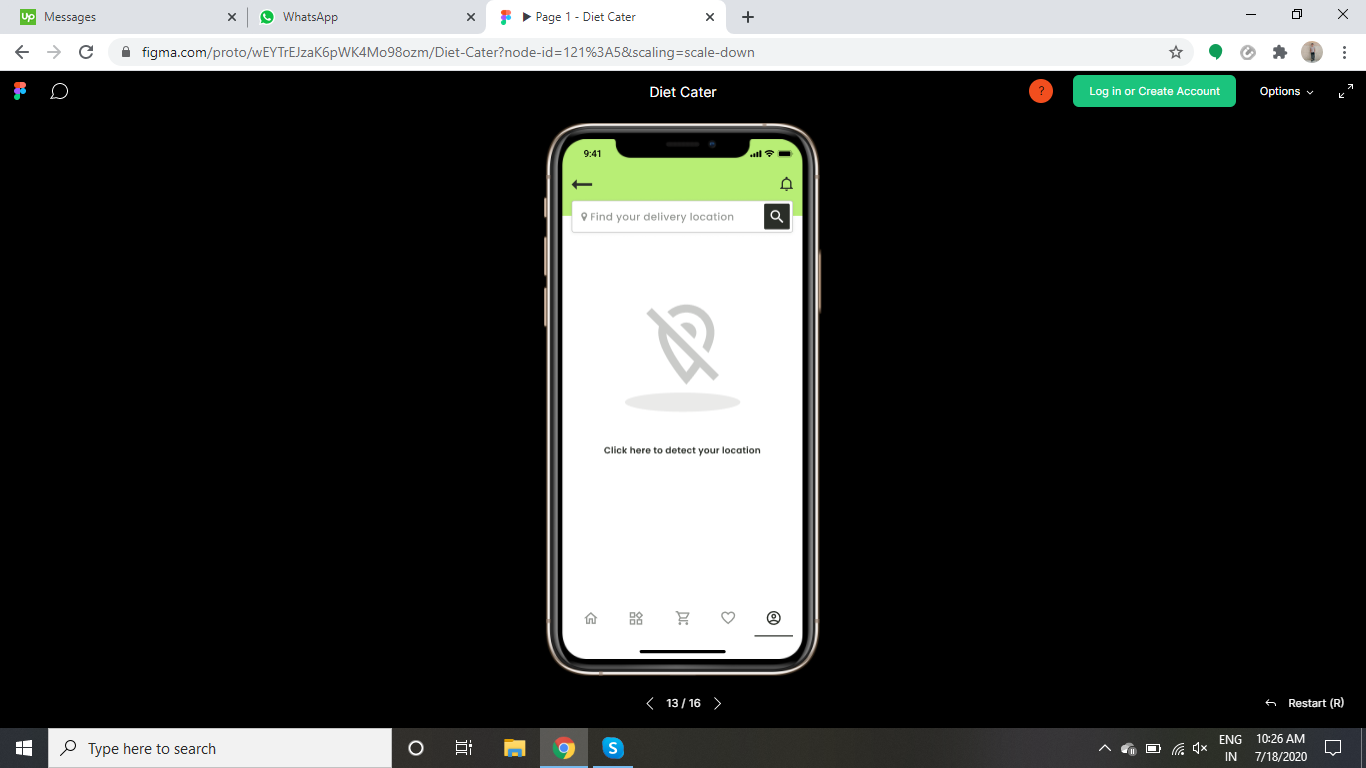 Up Messages
WhatsApp
▶ Page 1 - Diet Cater
figma.com/proto/wEYTrEJzaK6pWK4Mo98ozm/Diet-Cater?node-id=121%3A5&scaling=scale-down
Diet Cater
?
Log in or Create Account
Options
9:41
Find your delivery location
Click here to detect your location
13 / 16
Restart (R)
Type here to search
S
ENG
IN
10:26 AM
7/18/2020